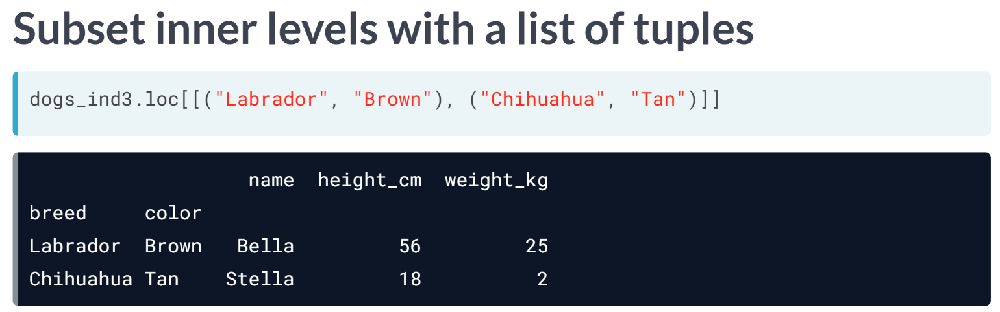 Subset inner levels with a list of tuples
dogs_ind3.loc[[("Labrador", "Brown"), ("Chihuahua", "Tan")]]
name height_cm weight_kg
breed color
Labrador Brown Bella 56 25
Chihuahua Tan Stella 18 2